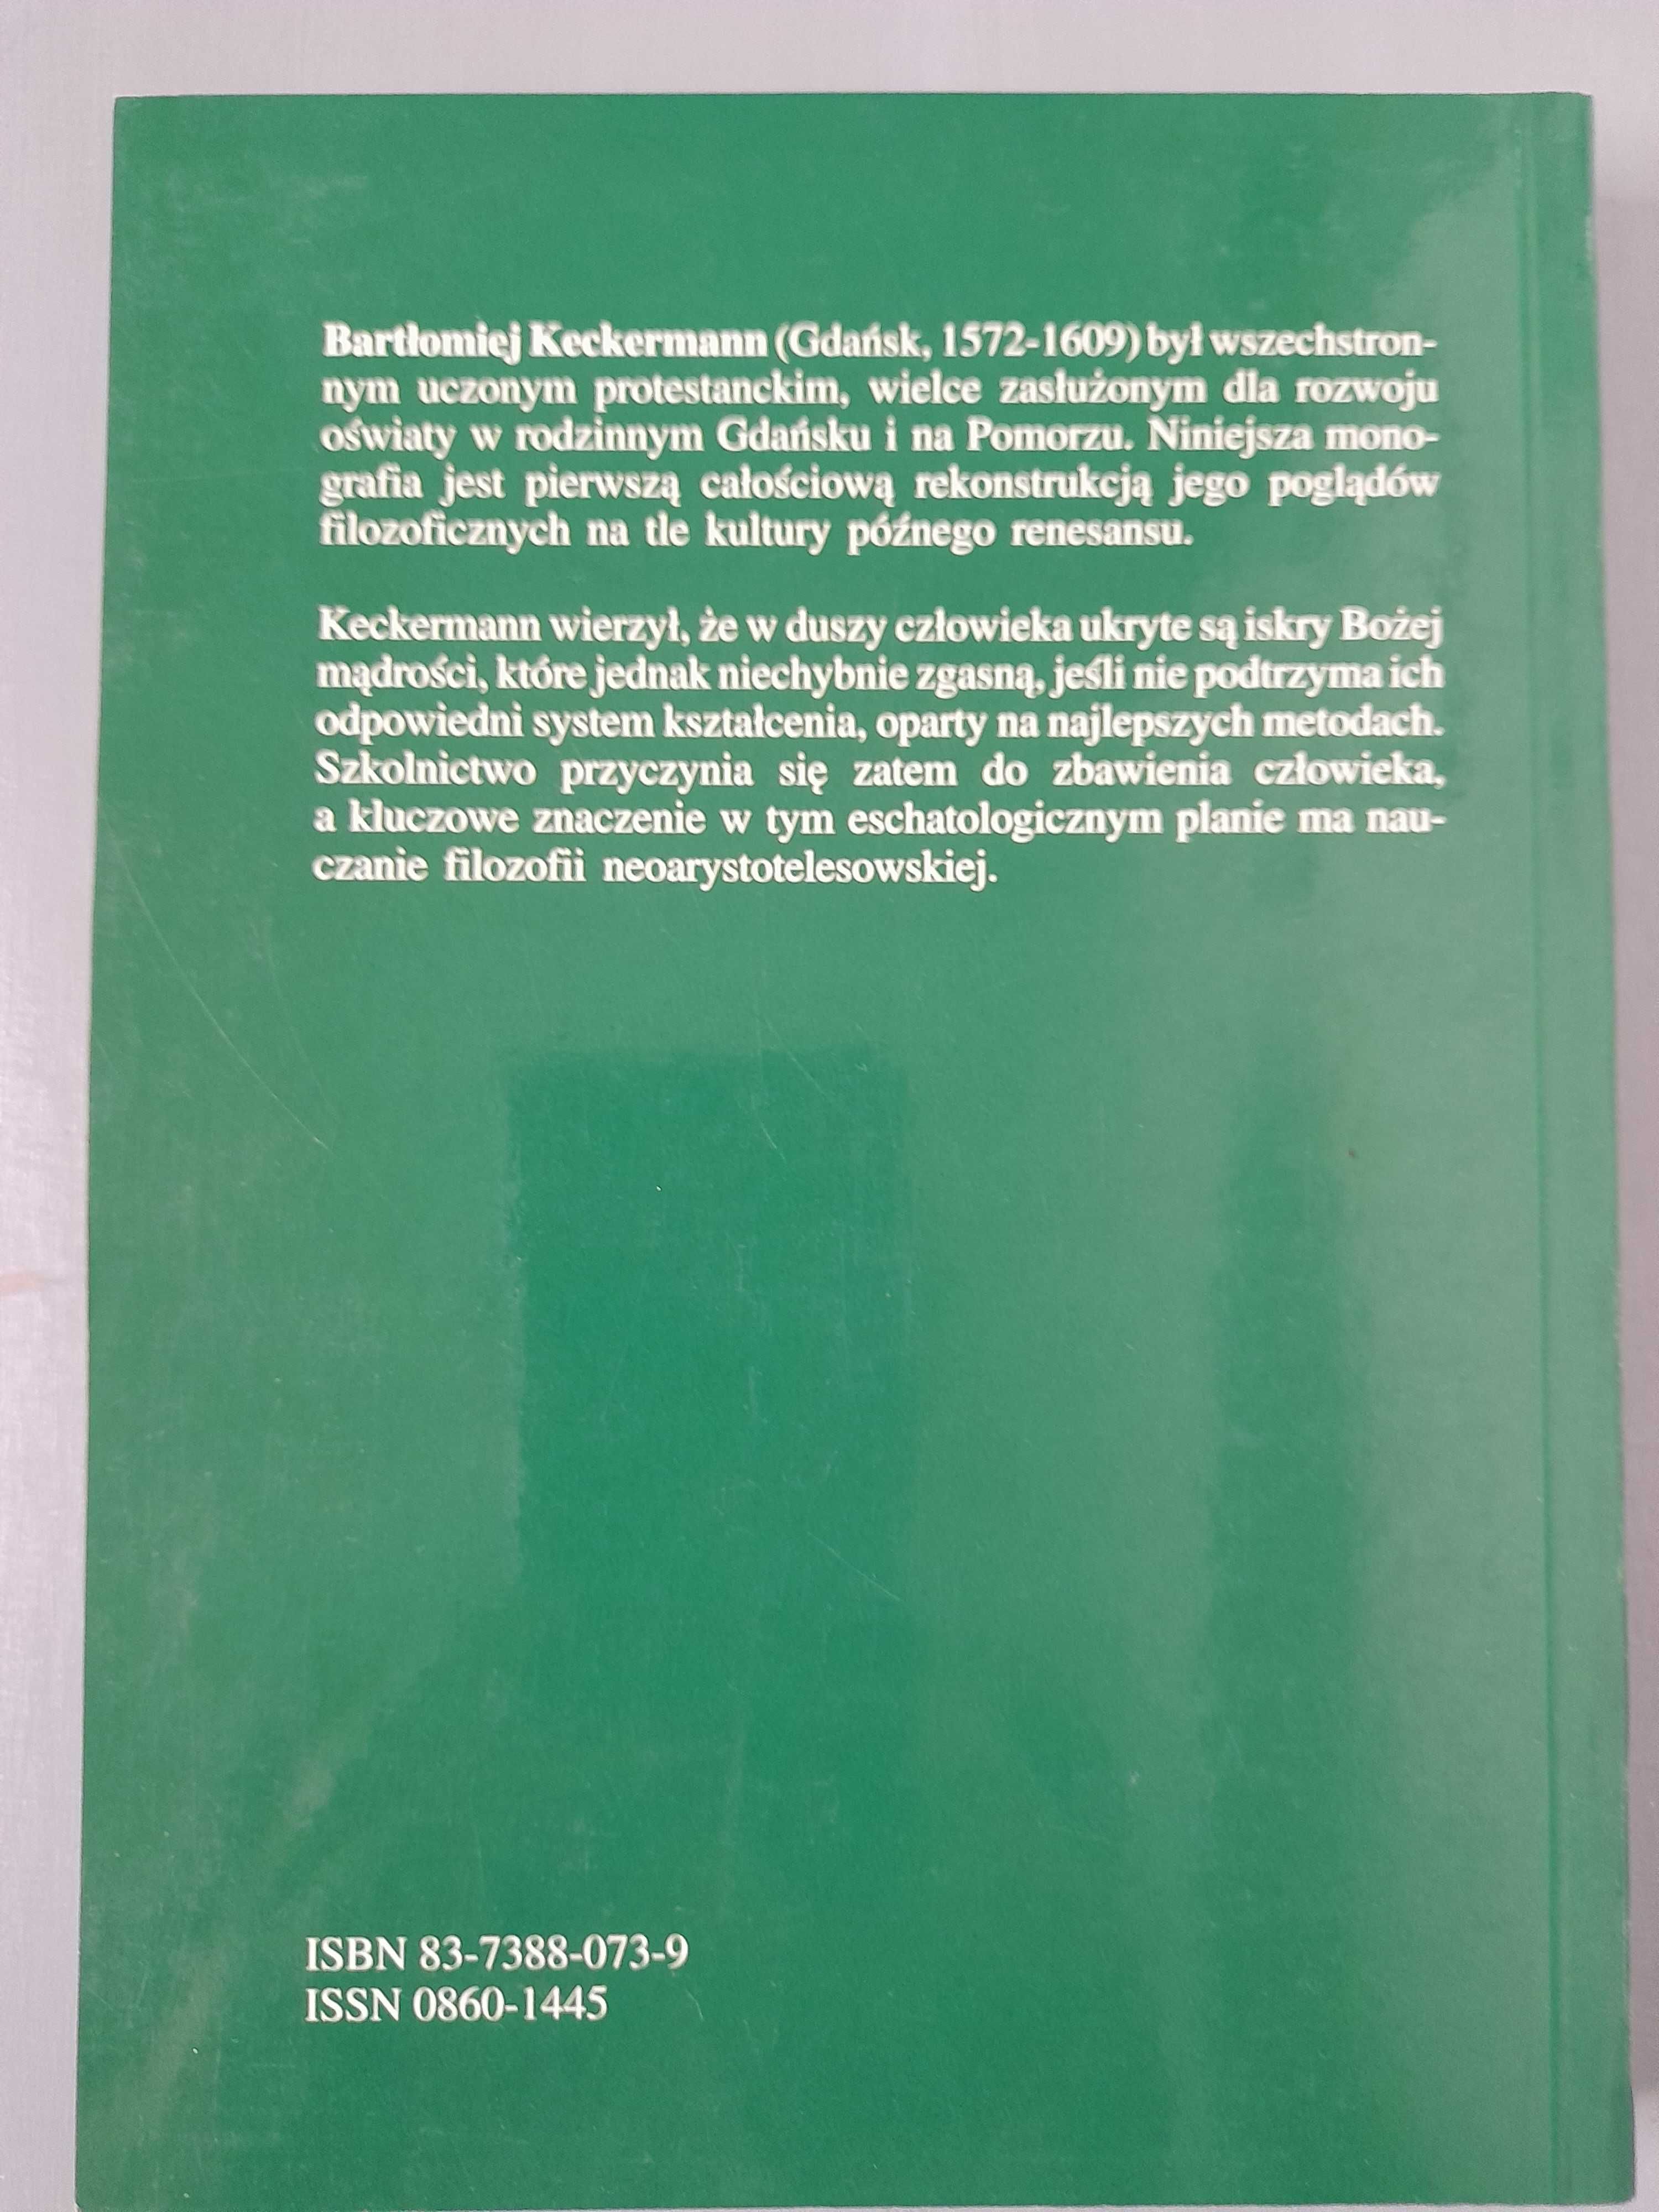 Bartłomiej Keckermann (Gdańsk, 1572-1609) był wszechstron-
nym uczonym protestanckim, wielce zasłużonym dla rozwoju
oświaty w rodzinnym Gdańsku i na Pomorzu. Niniejsza mono-
grafia jest pierwszą całościową rekonstrukcją jego poglądów
filozoficznych na tle kultury późnego renesansu.
Keckermann wierzył, że w duszy człowieka ukryte są iskry Bożej
mądrości, które jednak niechybnie zgasną, jeśli nie podtrzyma ich
odpowiedni system kształcenia, oparty na najlepszych metodach.
Szkolnictwo przyczynia się zatem do zbawienia człowieka,
a kluczowe znaczenie w tym eschatologicznym planie ma nau-
czanie filozofii neoarystotelesowskiej.
ISBN 83-7388-073-9
ISSN 0860-1445